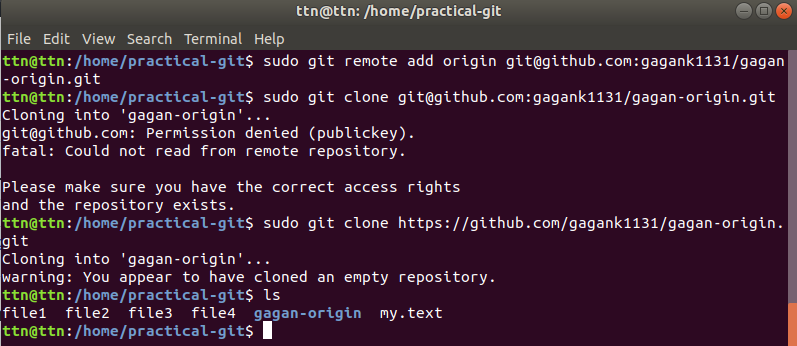 ttn@ttn: /home/practical-git
File Edit View Search Terminal Help
ttn@ttn:/home/practical-git$ sudo git remote add origin git@github.com:gagank1131/gagan
-origin.git
ttn@ttn:/home/practical-git$ sudo git clone git@github.com:gagank1131/gagan-origin.git
Cloning into 'gagan-origin'...
git@github.com: Permission denied (publickey).
fatal: Could not read from remote repository.

Please make sure you have the correct access rights
and the repository exists.
ttn@ttn:/home/practical-git$ sudo git clone https://github.com/gagank1131/gagan-origin.
git
Cloning into 'gagan-origin'...
warning: You appear to have cloned an empty repository.
ttn@ttn:/home/practical-git$ ls
file1  file2  file3  file4  gagan-origin  my.text
ttn@ttn:/home/practical-git$